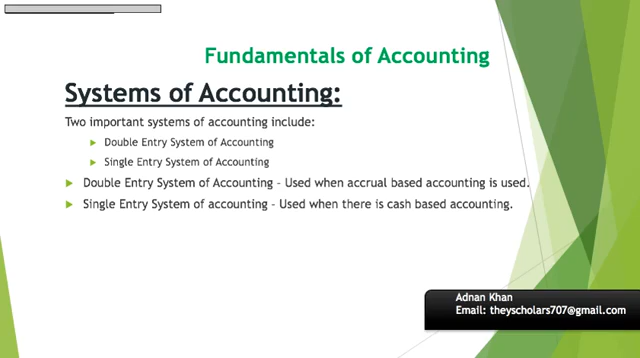 Fundamentals of Accounting
Systems of Accounting:
Two important systems of accounting include:
Double Entry System of Accounting
Single Entry System of Accounting
Double Entry System of Accounting – Used when accrual based accounting is used.
Single Entry System of accounting – Used when there is cash based accounting.
Adnan Khan
Email: theyscholars707@gmail.com